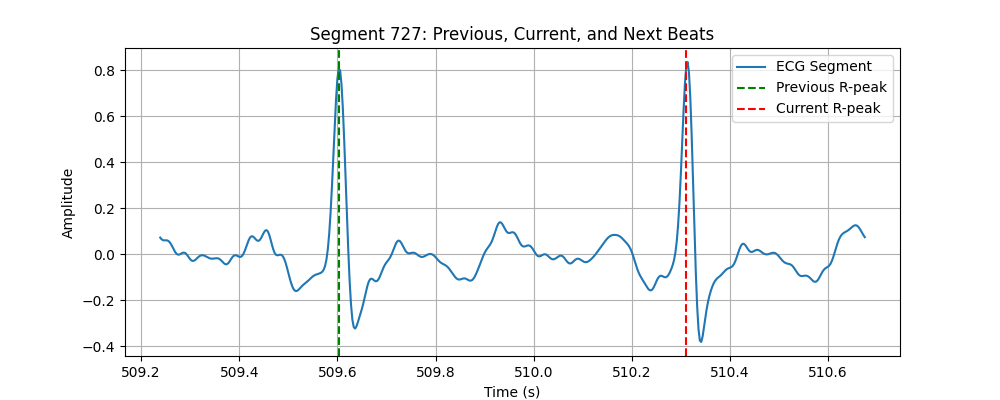 Segment 727: Previous, Current, and Next Beats
ECG Segment
Previous R-peak
Current R-peak
Amplitude
0.8
0.6
0.4
0.2
0.0
−0.2
−0.4
509.2 509.4 509.6 509.8 510.0 510.2 510.4 510.6
Time (s)